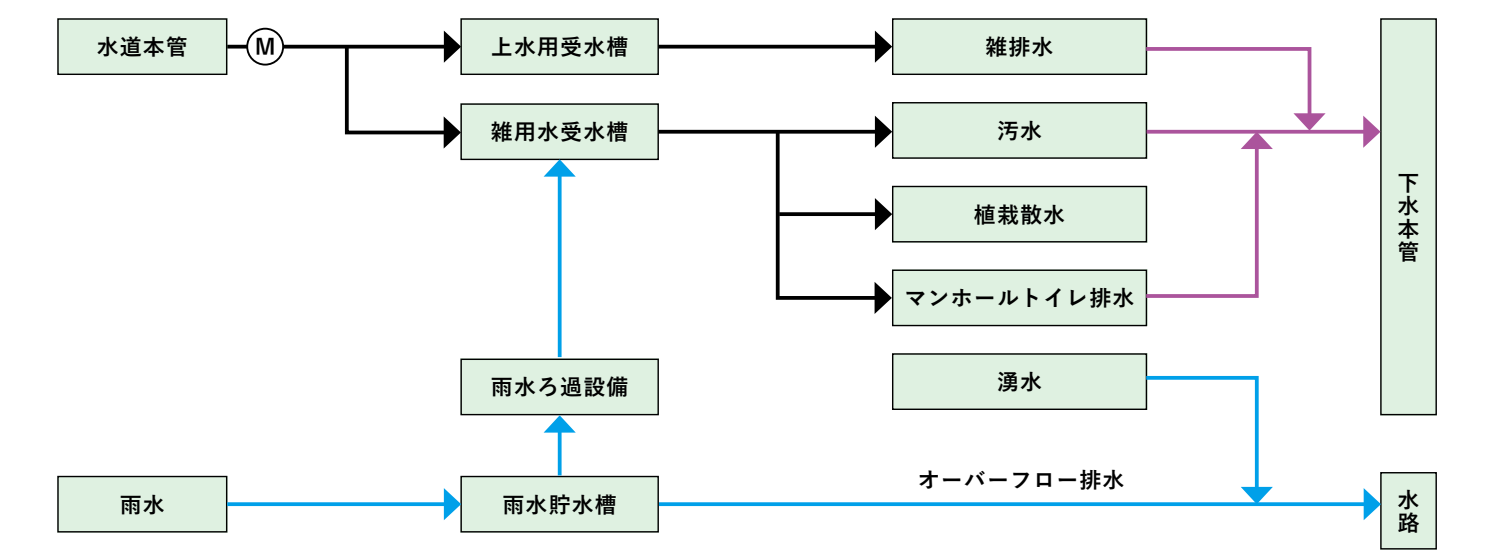 水道本管
M
上水用受水槽
雑排水
雑用水受水槽
汚水
植栽散水
マンホールトイレ排水
下水本管
雨水ろ過設備
湧水
雨水
雨水貯水槽
オーバーフロー排水
水路